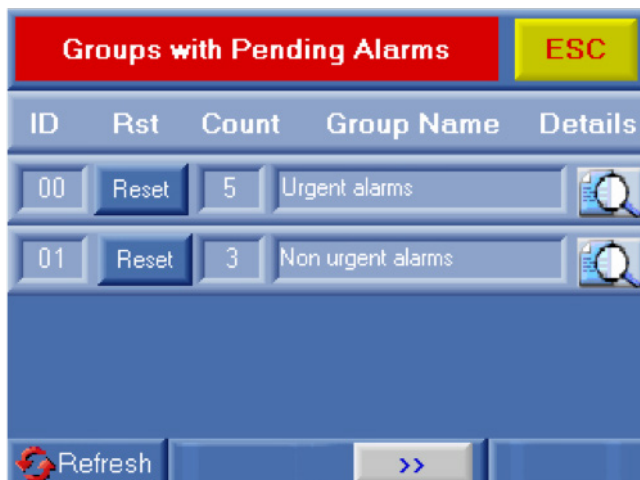 Groups with Pending Alarms ESC
ID Rst Count Group Name Details
00 Reset 5 Urgent alarms
01 Reset 3 Non urgent alarms
Refresh >>